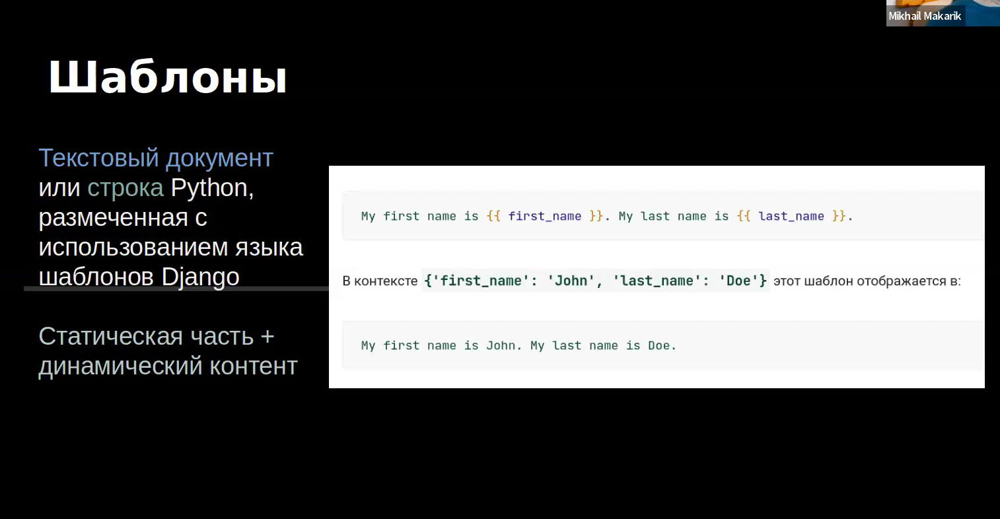 Mikhail Makarik
Шаблоны
Текстовый документ
или строка Python,
размеченная с
использованием языка
шаблонов Django
Статическая часть +
динамический контент
My first name is {{ first_name }}. My last name is {{ last_name }}.
В контексте {'first_name': 'John', 'last_name': 'Doe'} этот шаблон отображается в:
My first name is John. My last name is Doe.